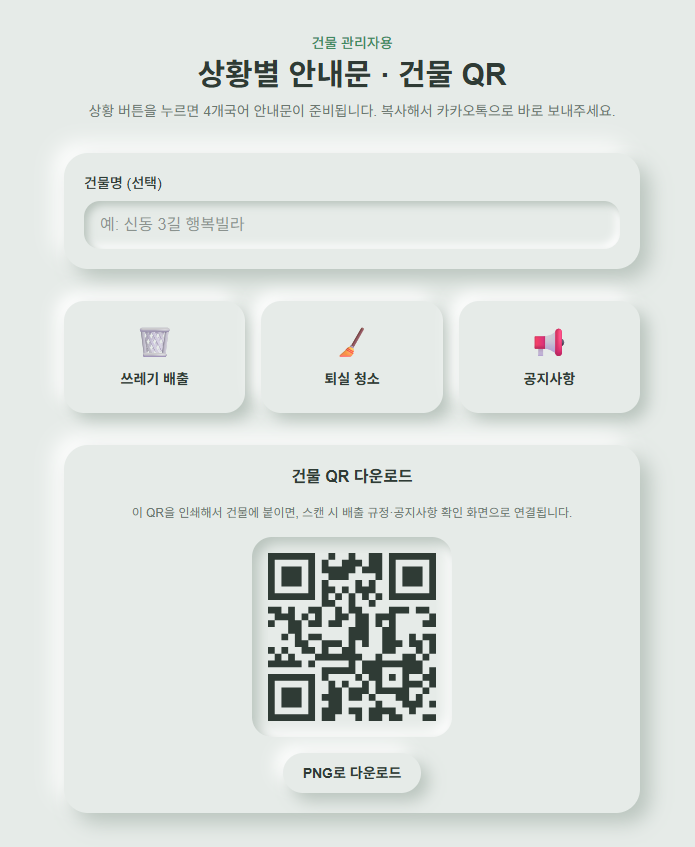 건물 관리자용
상황별 안내문 · 건물 QR
상황 버튼을 누르면 4개국어 안내문이 준비됩니다. 복사해서 카카오톡으로 바로 보내주세요.
건물명 (선택)
예: 신동 3길 행복빌라
쓰레기 배출
퇴실 청소
공지사항
건물 QR 다운로드
이 QR을 인쇄해서 건물에 붙이면, 스캔 시 배출 규정·공지사항 확인 화면으로 연결됩니다.
PNG로 다운로드